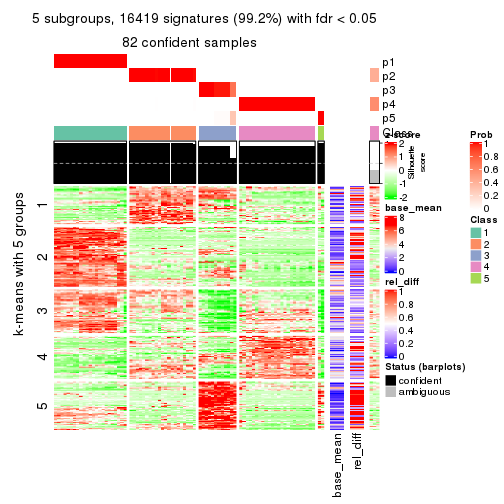 5 subgroups, 16419 signatures (99.2%) with fdr < 0.05
82 confident samples
p1
p2
p3
p4
p5
Class
Silhouette
score
k-means with 5 groups
1
2
3
4
5
base_mean
rel_diff
z-score
2
1
0
-1
-2
base_mean
8
6
4
2
0
rel_diff
1
0.8
0.6
0.4
0.2
0
Status (barplots)
confident
ambiguous
Prob
1
0.8
0.6
0.4
0.2
0
Class
1
2
3
4
5